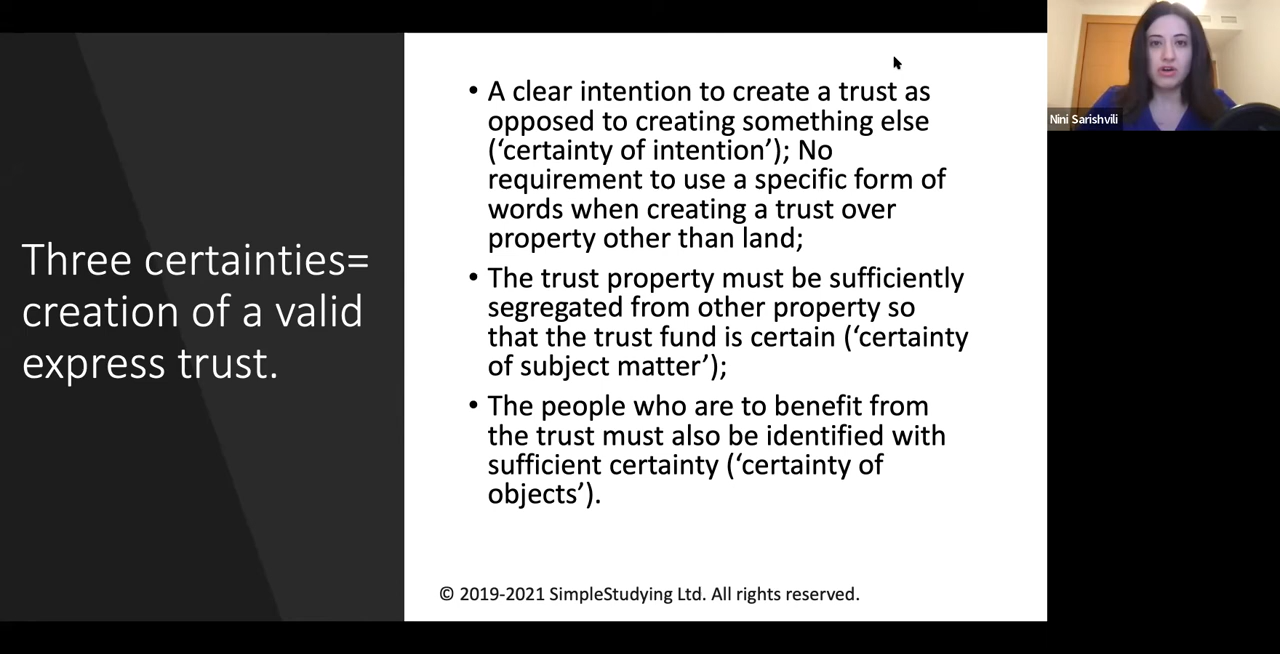 Three certainties=
creation of a valid
express trust.
• A clear intention to create a trust as
opposed to creating something else
(‘certainty of intention’); No
requirement to use a specific form of
words when creating a trust over
property other than land;
• The trust property must be sufficiently
segregated from other property so
that the trust fund is certain (‘certainty
of subject matter’);
• The people who are to benefit from
the trust must also be identified with
sufficient certainty (‘certainty of
objects’).
© 2019-2021 SimpleStudying Ltd. All rights reserved.
Nini Sarishvili